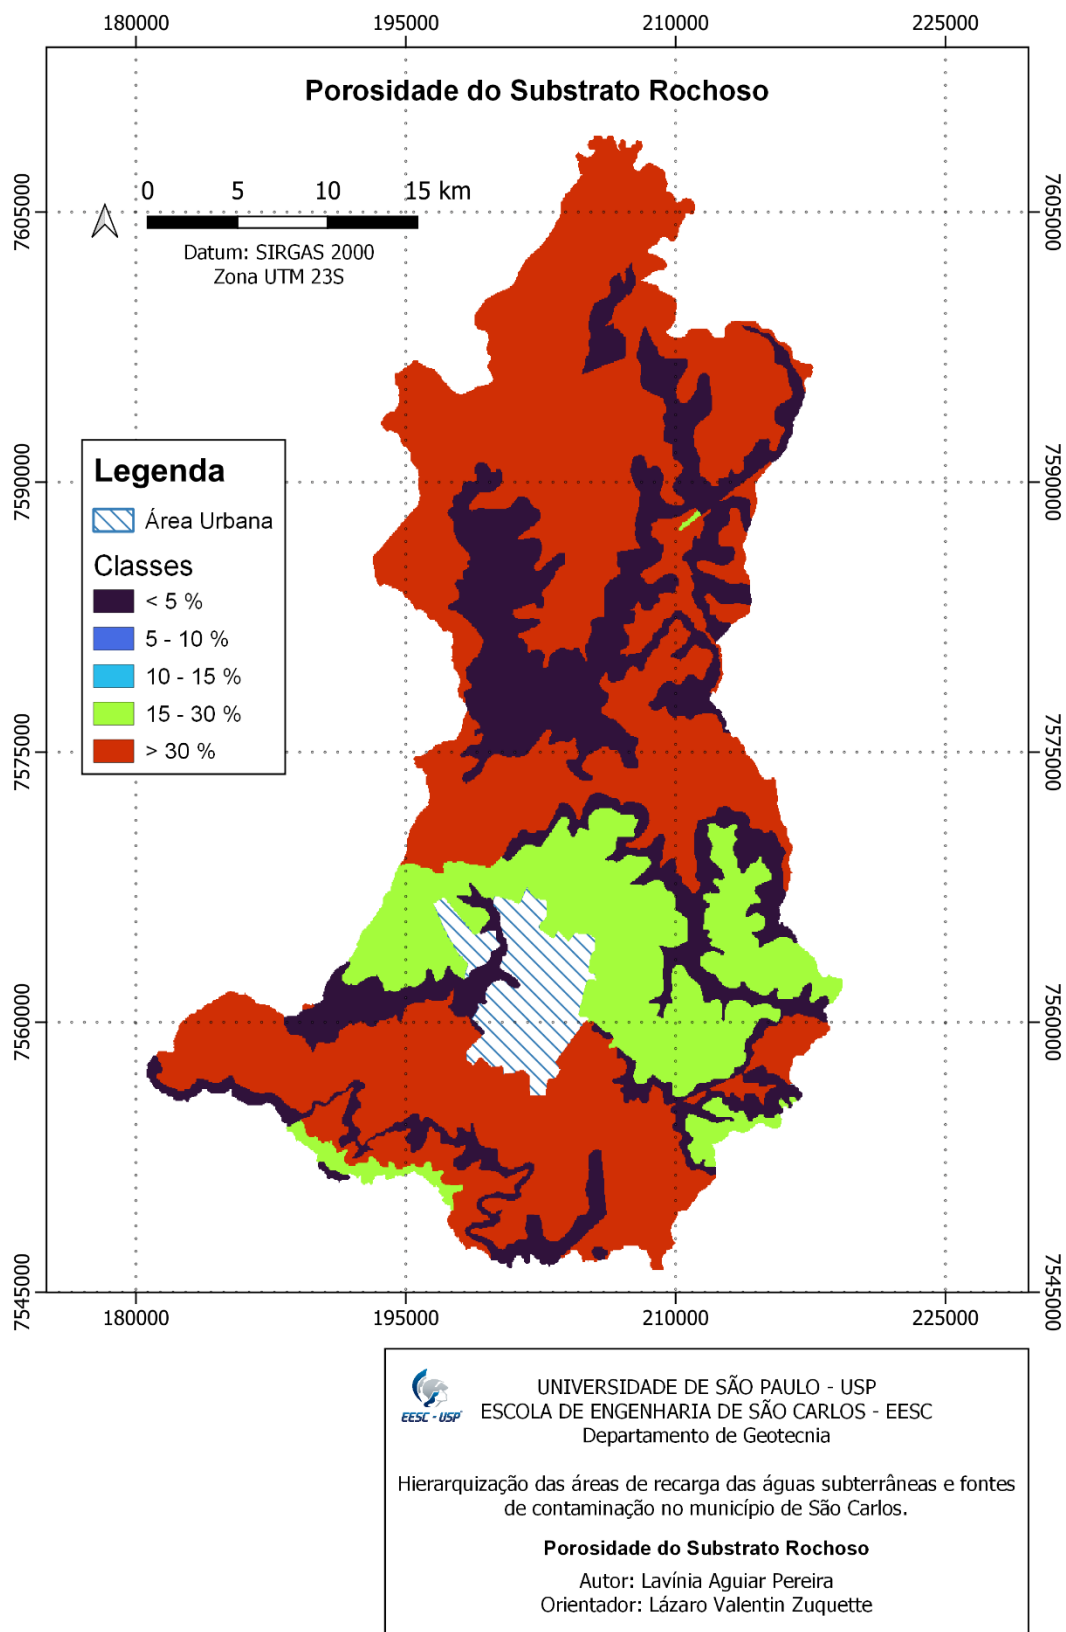 180000 195000 210000 225000
Porosidade do Substrato Rochoso
0 5 10 15 km
Datum: SIRGAS 2000
Zona UTM 23S
7605000 7605000
Legenda
Área Urbana
Classes
< 5 %
5 - 10 %
10 - 15 %
15 - 30 %
> 30 %
7590000 7590000
7575000 7575000
7560000 7560000
7545000 7545000
180000 195000 210000 225000
EESC - USP
UNIVERSIDADE DE SÃO PAULO - USP
ESCOLA DE ENGENHARIA DE SÃO CARLOS - EESC
Departamento de Geotecnia
Hierarquização das áreas de recarga das águas subterrâneas e fontes
de contaminação no município de São Carlos.
Porosidade do Substrato Rochoso
Autor: Lavínia Aguiar Pereira
Orientador: Lázaro Valentin Zuquette